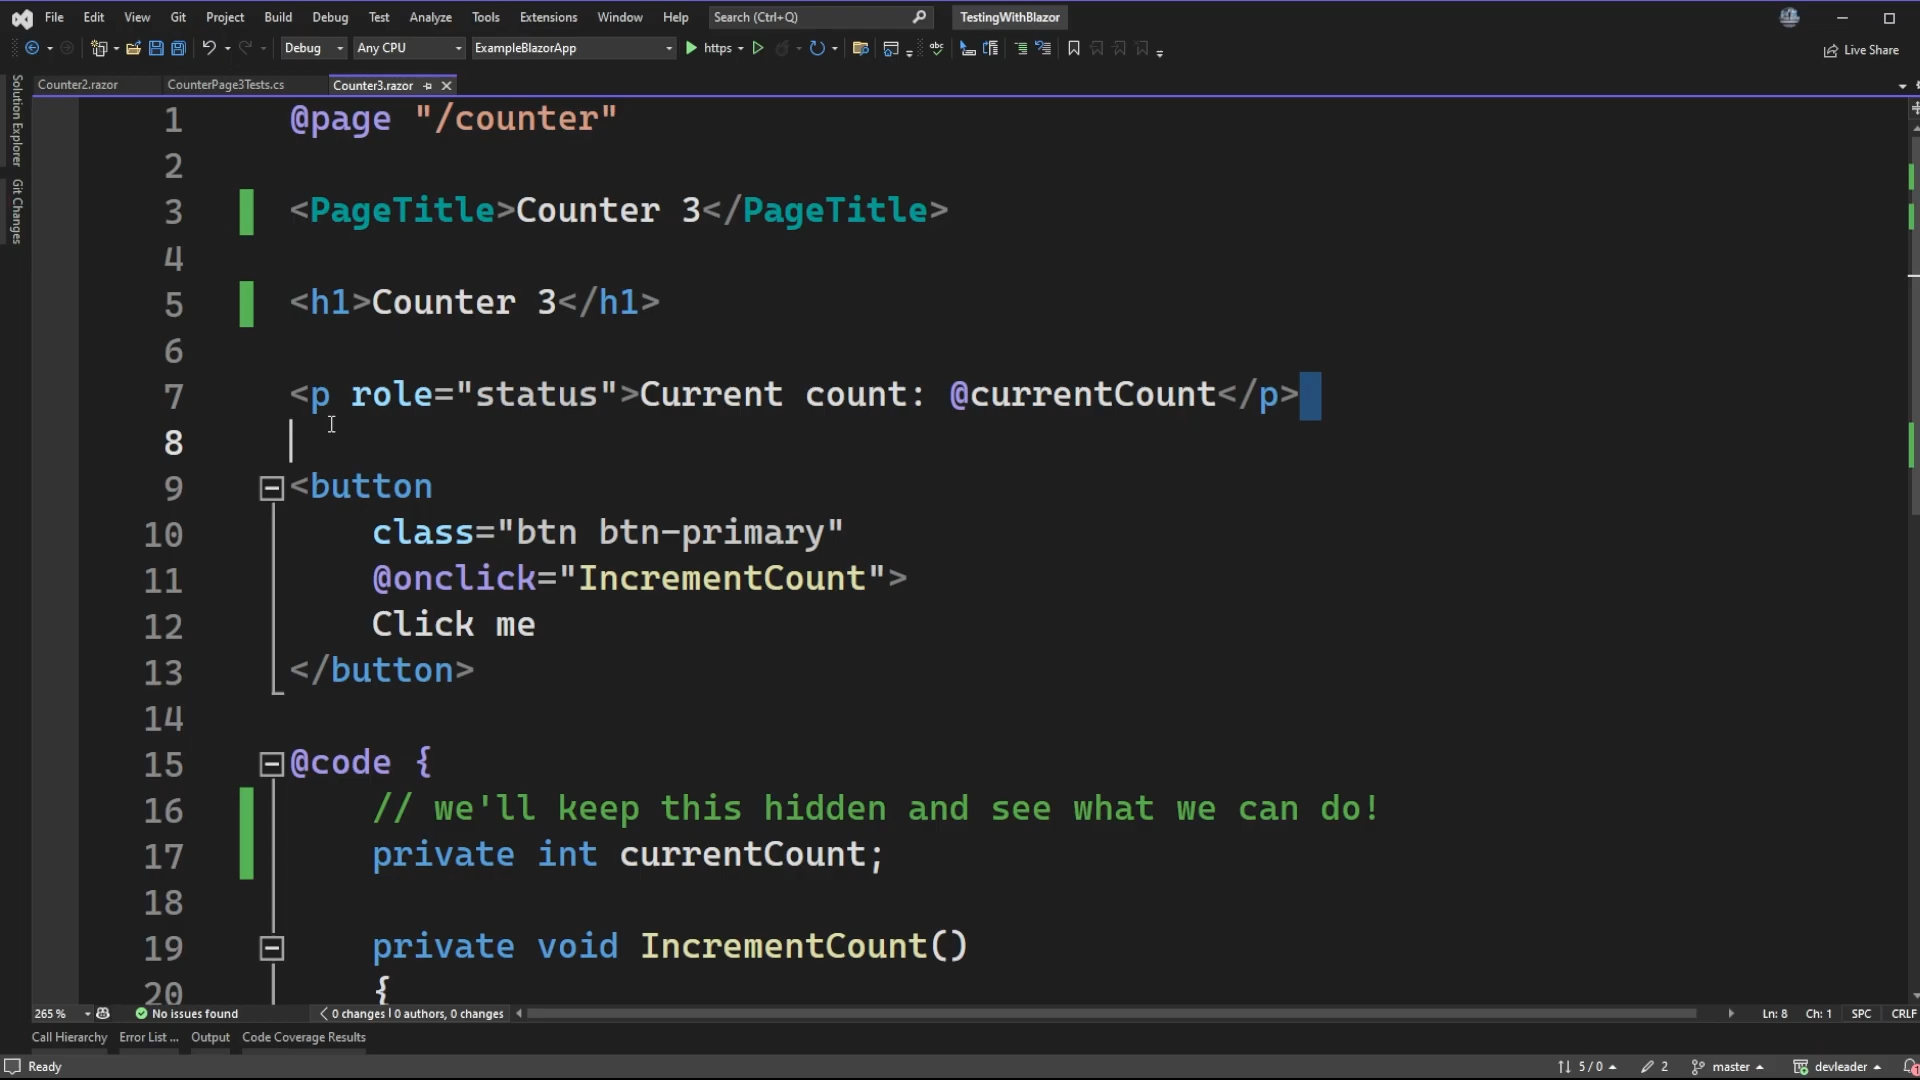 File Edit View Git Project Build Debug Test Analyze Tools Extensions Window Help Search (Ctrl+Q) TestingWithBlazor
Debug Any CPU ExampleBlazorApp https Live Share
Counter2.razor CounterPage3Tests.cs Counter3.razor
Solution Explorer
Git Changes
1 @page "/counter"
2
3 <PageTitle>Counter 3</PageTitle>
4
5 <h1>Counter 3</h1>
6
7 <p role="status">Current count: @currentCount</p>
8
9 <button
10 class="btn btn-primary"
11 @onclick="IncrementCount">
12 Click me
13 </button>
14
15 @code {
16 // we'll keep this hidden and see what we can do!
17 private int currentCount;
18
19 private void IncrementCount()
20 {
265 % No issues found 0 changes | 0 authors, 0 changes Ln: 8 Ch: 1 SPC CRLF
Call Hierarchy Error List ... Output Code Coverage Results
Ready 5 / 0 2 master devleader